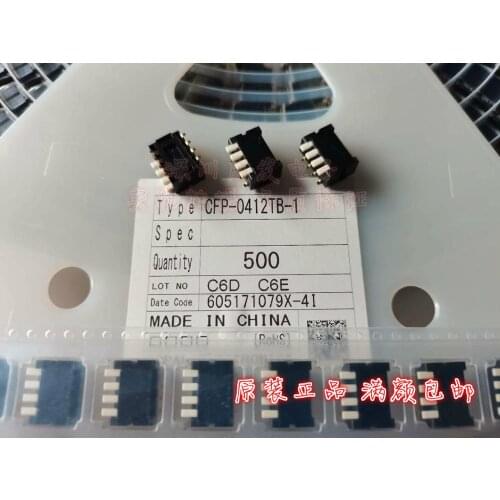 Type CFP-0412TB-1
Spec
Quantity 500
LOT NO C6D C6E
Date Code 605171079X-4I
MADE IN CHINA
RoHS
原装正品 满额包邮